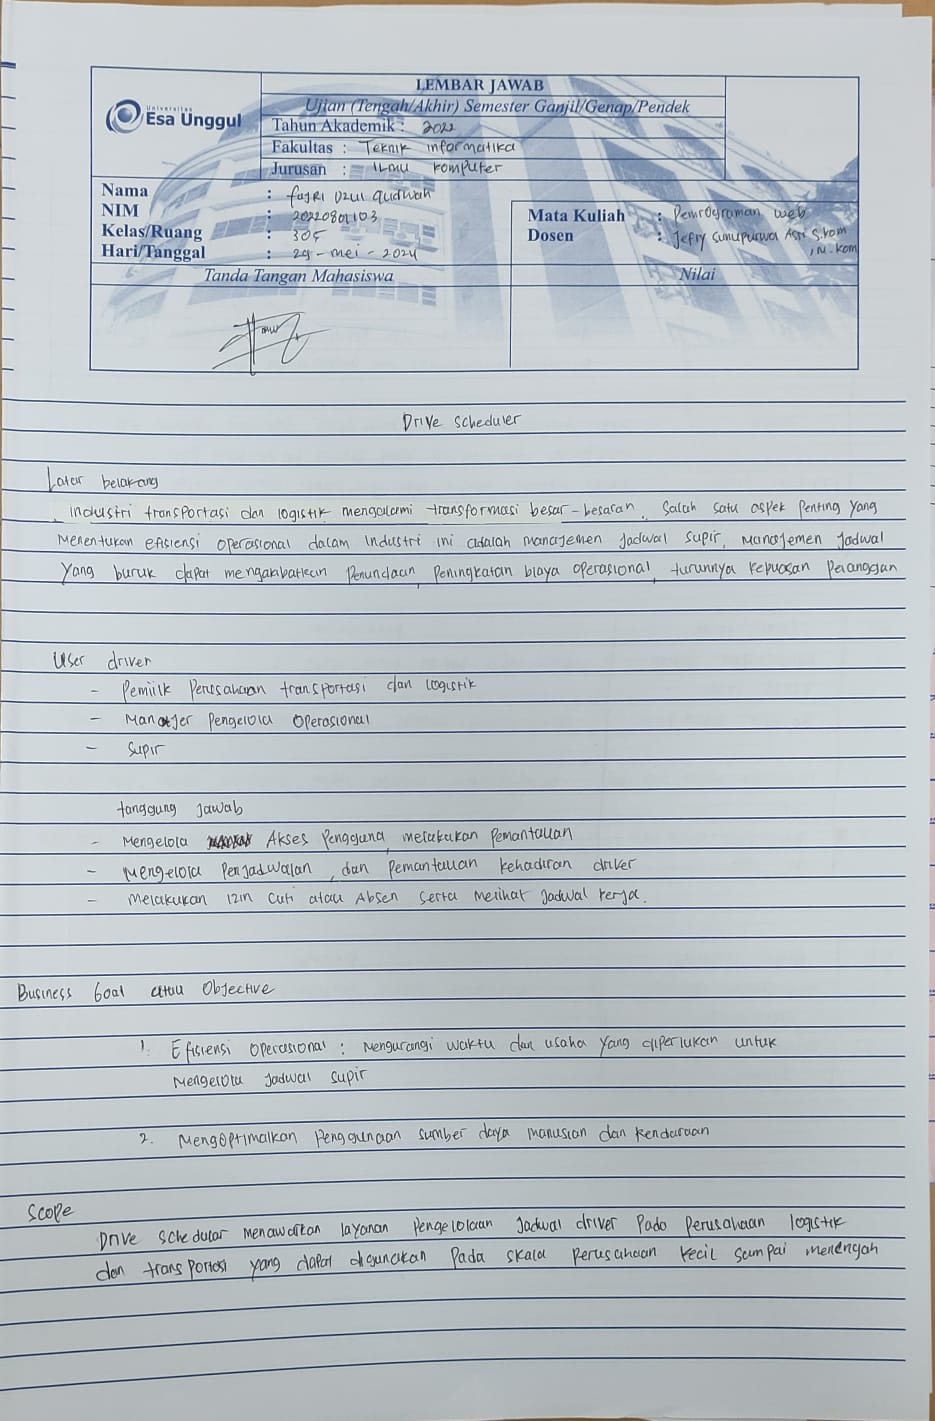 LEMBAR JAWAB
Universitas
Esa Unggul
Ujian (Tengah/Akhir) Semester Ganjil/Genap/Pendek
Tahun Akademik : 2022
Fakultas : Teknik informatika
Jurusan : ILMU komputer
Nama : fajRI Dzul qudwah
NIM : 20220801103
Kelas/Ruang : 305
Hari/Tanggal : 29 - mei - 2024
Mata Kuliah : Pemrograman web
Dosen : Jefry Sunupurwa Asri S.kom
, M.kom
Tanda Tangan Mahasiswa
Nilai
Drive Scheduler
Latar belakang
Industri transportasi dan logistik mengalami transformasi besar-besaran. Salah satu aspek penting yang
Menentukan efisiensi operasional dalam Industri ini adalah manajemen Jadwal supir, Manajemen Jadwal
Yang buruk dapat mengakibatkan Penundaan, Peningkatan biaya operasional, turunnya kepuasan Pelanggan
User driver
- Pemilik Perusahaan transportasi dan logistik
- Manajer Pengelola Operasional
- Supir
tanggung Jawab
- Mengelola Akses Pengguna, melakukan Pemantauan
- Mengelola Penjadwalan, dan Pemantauan kehadiran driver
- Melakukan izin cuti atau Absen serta melihat Jadwal kerja.
Business Goal atau Objective
1. Efisiensi Operasional : Mengurangi waktu dan usaha yang diperlukan untuk
Mengelola Jadwal supir
2. Mengoptimalkan Penggunaan sumber daya manusian dan kendaraan
Scope
Drive Schedular menawarkan layanan Pengelolaan Jadwal driver Pada Perusahaan logistik
dan transportasi yang dapat digunakan Pada skala Perusahaan kecil sampai menengah